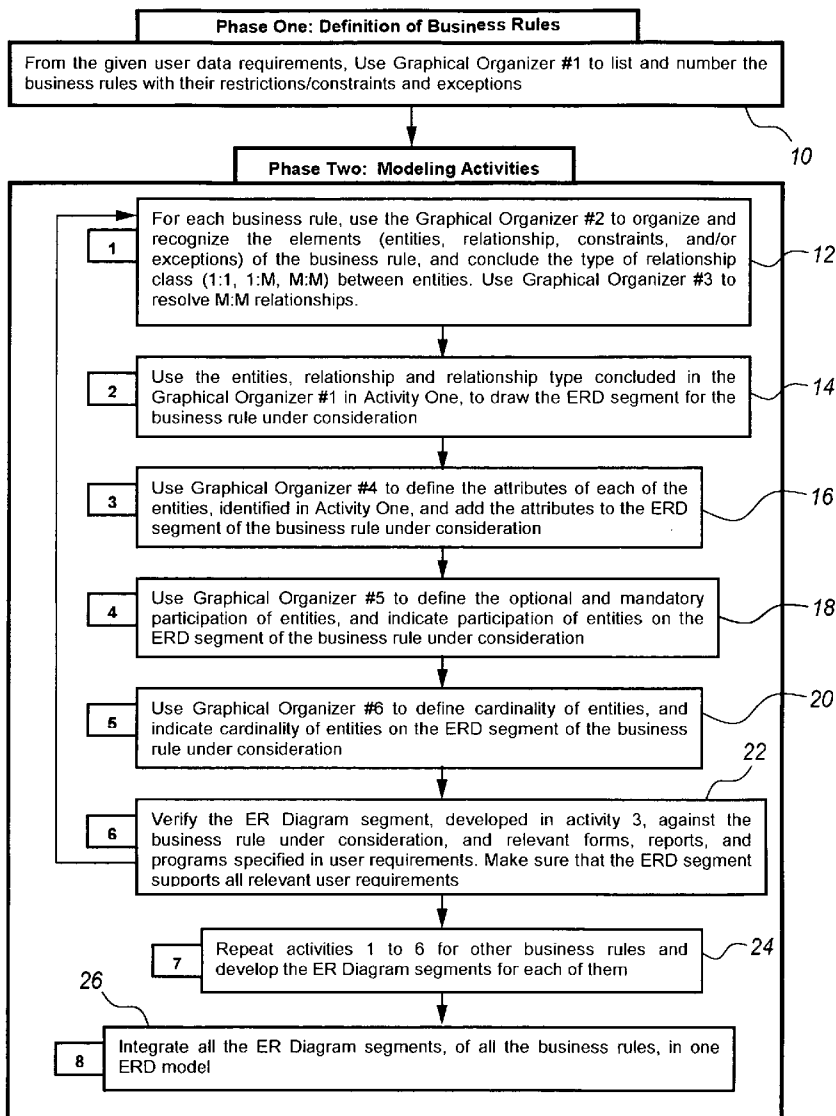 Phase One: Definition of Business Rules
From the given user data requirements, Use Graphical Organizer #1 to list and number the
business rules with their restrictions/constraints and exceptions
10
Phase Two: Modeling Activities
1
For each business rule, use the Graphical Organizer #2 to organize and
recognize the elements (entities, relationship, constraints, and/or
exceptions) of the business rule, and conclude the type of relationship
class (1:1, 1:M, M:M) between entities. Use Graphical Organizer #3 to
resolve M:M relationships.
12
2
Use the entities, relationship and relationship type concluded in the
Graphical Organizer #1 in Activity One, to draw the ERD segment for the
business rule under consideration
14
3
Use Graphical Organizer #4 to define the attributes of each of the
entities, identified in Activity One, and add the attributes to the ERD
segment of the business rule under consideration
16
4
Use Graphical Organizer #5 to define the optional and mandatory
participation of entities, and indicate participation of entities on the
ERD segment of the business rule under consideration
18
5
Use Graphical Organizer #6 to define cardinality of entities, and
indicate cardinality of entities on the ERD segment of the business
rule under consideration
20
22
6
Verify the ER Diagram segment, developed in activity 3, against the
business rule under consideration, and relevant forms, reports, and
programs specified in user requirements. Make sure that the ERD segment
supports all relevant user requirements
7
Repeat activities 1 to 6 for other business rules and
develop the ER Diagram segments for each of them
24
26
8
Integrate all the ER Diagram segments, of all the business rules, in one
ERD model